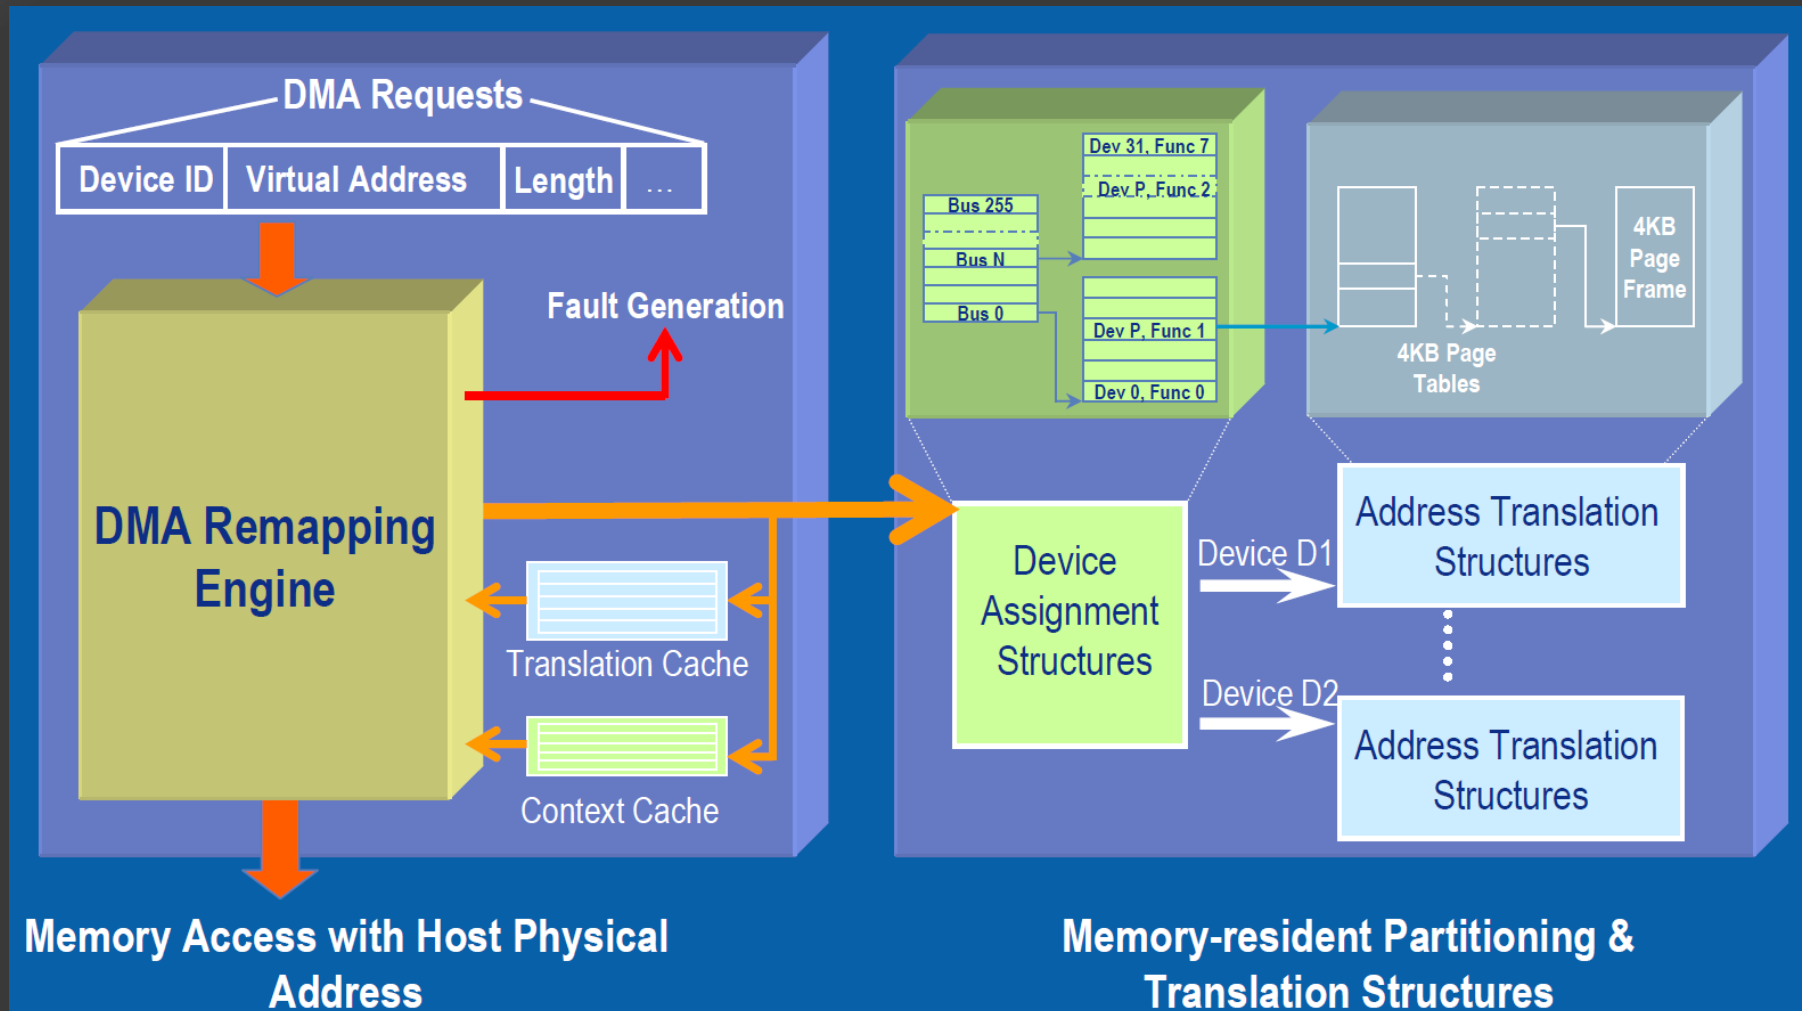 DMA Requests
Device ID
Virtual Address
Length
...
Fault Generation
DMA Remapping
Engine
Translation Cache
Context Cache
Memory Access with Host Physical
Address
Bus 255
Bus N
Bus 0
Dev 31, Func 7
Dev P, Func 2
Dev P, Func 1
Dev 0, Func 0
4KB
Page
Frame
4KB Page
Tables
Device
Assignment
Structures
Device D1
Device D2
Address Translation
Structures
Address Translation
Structures
Memory-resident Partitioning &
Translation Structures